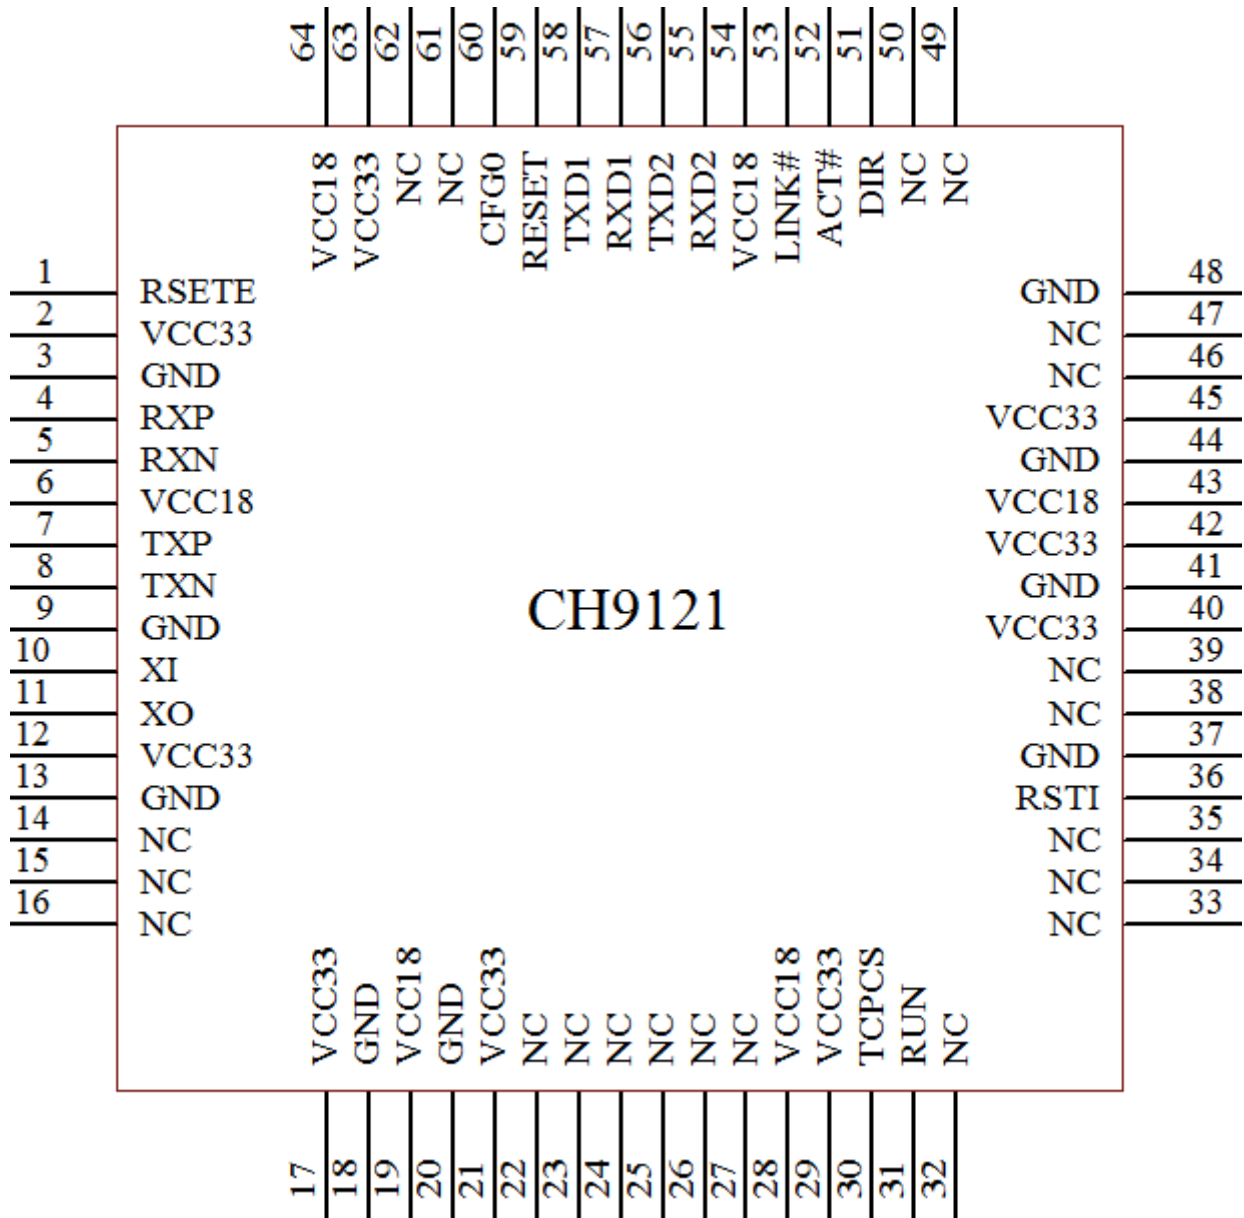 64 63 62 61 60 59 58 57 56 55 54 53 52 51 50 49
VCC18 VCC33 NC NC CFG0 RESET TXD1 RXD1 TXD2 RXD2 VCC18 LINK# ACT# DIR NC NC
1 RSETE GND 48
2 VCC33 NC 47
3 GND NC 46
4 RXP VCC33 45
5 RXN GND 44
6 VCC18 VCC18 43
7 TXP VCC33 42
8 TXN GND 41
CH9121
9 GND VCC33 40
10 XI NC 39
11 XO NC 38
12 VCC33 GND 37
13 GND RSTI 36
14 NC NC 35
15 NC NC 34
16 NC NC 33
VCC33 GND VCC18 GND VCC33 NC NC NC NC NC NC VCC18 VCC33 TCPCS RUN NC
17 18 19 20 21 22 23 24 25 26 27 28 29 30 31 32